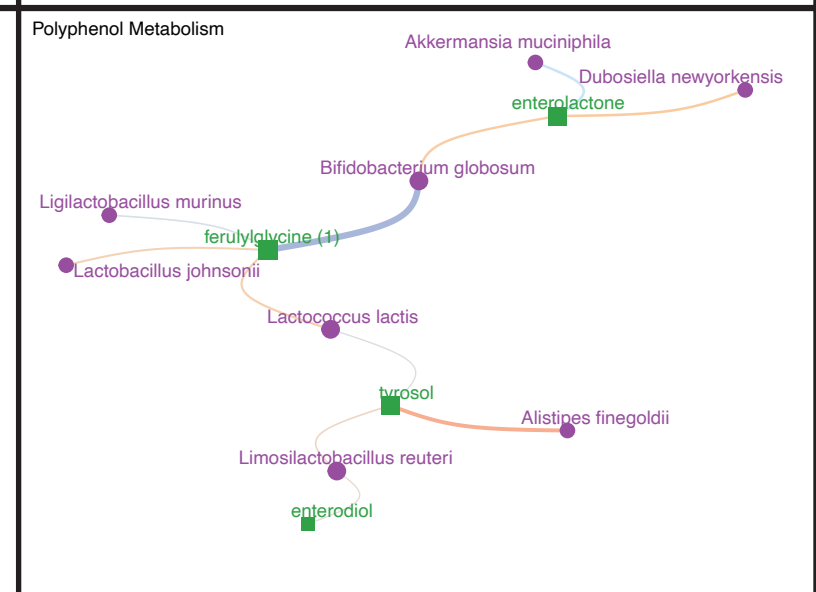 Polyphenol Metabolism
Akkermansia muciniphila
Dubosiella newyorkensis
enterolactone
Bifidobacterium globosum
Ligilactobacillus murinus
ferulylglycine (1)
Lactobacillus johnsonii
Lactococcus lactis
tyrosol
Alistipes finegoldii
Limosilactobacillus reuteri
enterodiol